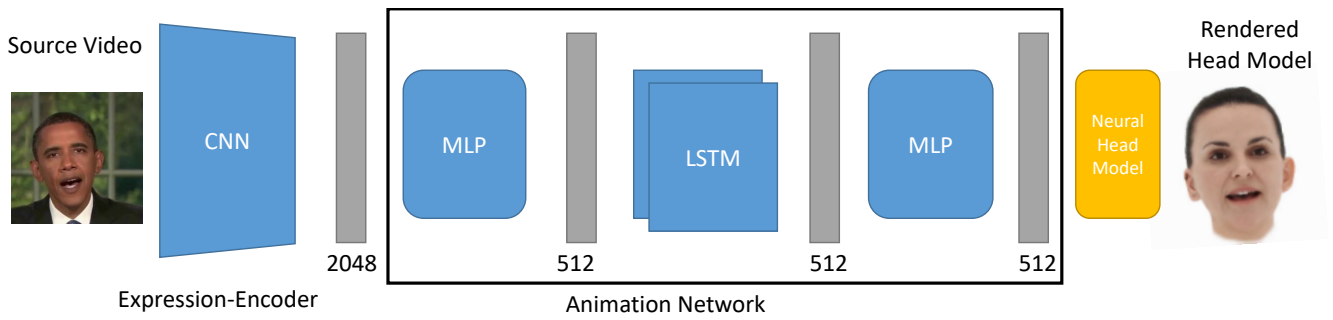 Source Video
CNN
2048
Expression-Encoder
MLP
512
LSTM
512
MLP
512
Animation Network
Neural
Head
Model
Rendered
Head Model